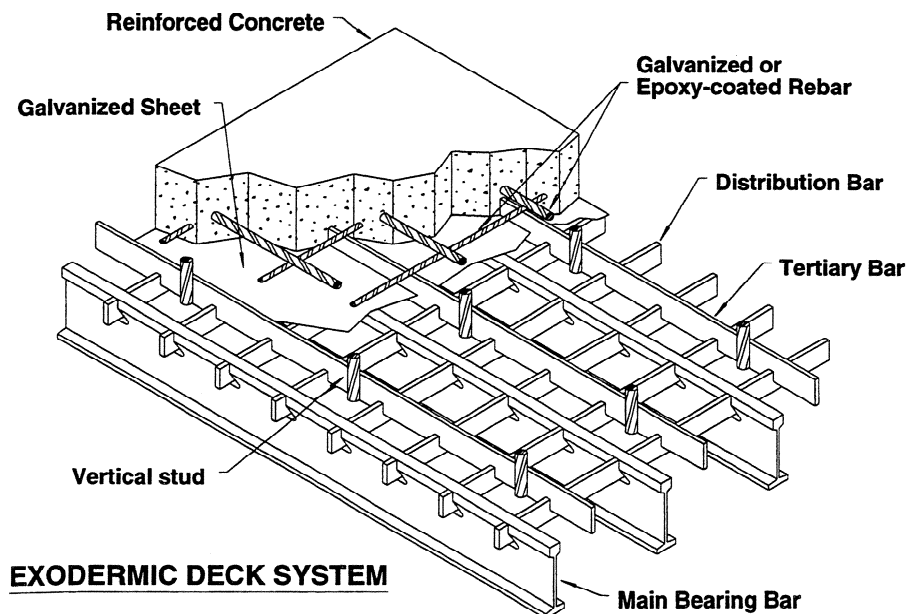 Reinforced Concrete
Galvanized or
Epoxy-coated Rebar
Galvanized Sheet
Distribution Bar
Tertiary Bar
Vertical stud
EXODERMIC DECK SYSTEM
Main Bearing Bar